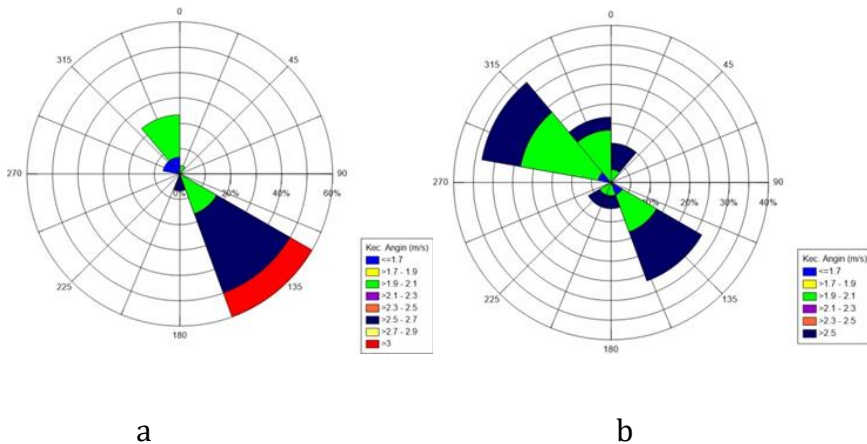 0
45
90
135
180
225
270
315
0%
20%
40%
60%
Kec. Angin (m/s)
<=1.7
>1.7 - 1.9
>1.9 - 2.1
>2.1 - 2.3
>2.3 - 2.5
>2.5 - 2.7
>2.7 - 2.9
>3
a
0
45
90
135
180
225
270
315
10%
20%
30%
40%
Kec. Angin (m/s)
<=1.7
>1.7 - 1.9
>1.9 - 2.1
>2.1 - 2.3
>2.3 - 2.5
>2.5
b